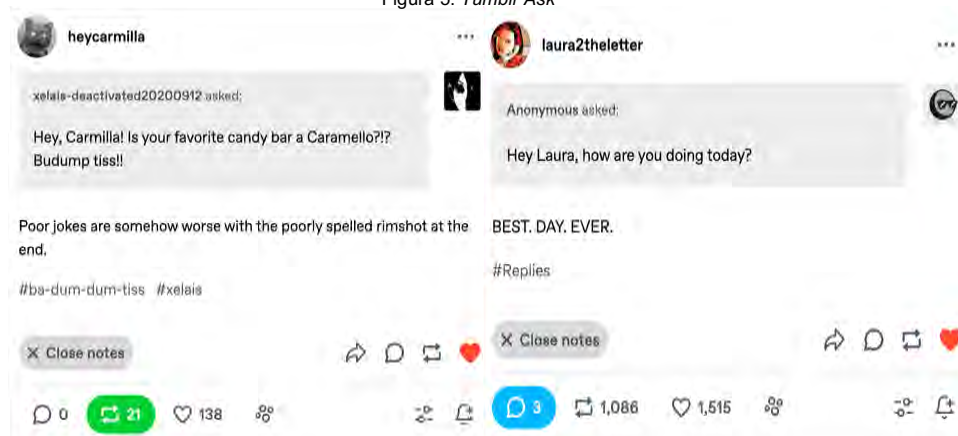 Figura 5. Tumblr Ask
heycarmilla
xelais-deactivated20200912 asked:
Hey, Carmilla! Is your favorite candy bar a Caramello?!?
Budump tiss!!
Poor jokes are somehow worse with the poorly spelled rimshot at the
end.
#ba-dum-dum-tiss #xelais
X Close notes
0
21
138
laura2theletter
Anonymous asked:
Hey Laura, how are you doing today?
BEST. DAY. EVER.
#Replies
X Close notes
3
1,086
1,515